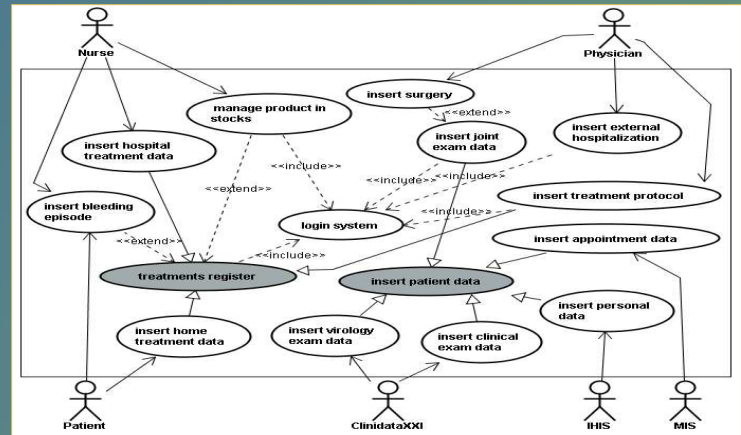 Nurse
Physician
insert surgery
manage product in
stocks
<<extend>>
insert external
hospitalization
insert joint
exam data
insert hospital
treatment data
<<include>>
<<include>>
<<include>>
<<extend>>
insert treatment protocol
insert bleeding
episode
<<include>>
login system
insert appointment data
<<extend>>
<<include>>
treatments register
insert patient data
insert personal
data
insert home
treatment data
insert virology
exam data
insert clinical
exam data
Patient
ClinidataXXI
IHIS
MIS